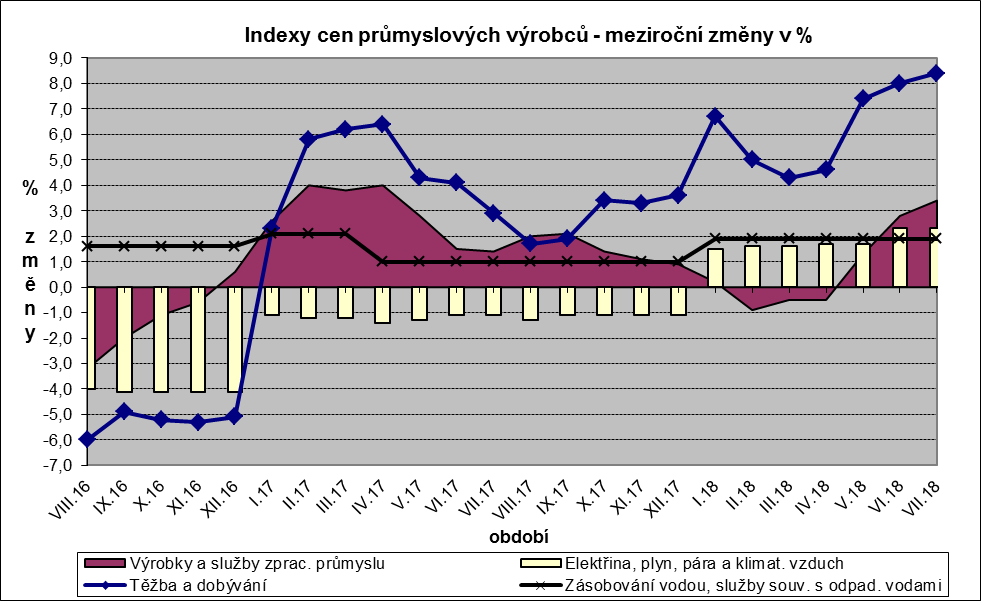 Indexy cen průmyslových výrobců - meziroční změny v %
9,0
8,0
7,0
6,0
5,0
4,0
3,0
2,0
1,0
0,0
-1,0
-2,0
-3,0
-4,0
-5,0
-6,0
-7,0
%
z
m
ě
n
y
VIII.16
IX.16
X.16
XI.16
XII.16
I.17
II.17
III.17
IV.17
V.17
VI.17
VII.17
VIII.17
IX.17
X.17
XI.17
XII.17
I.18
II.18
III.18
IV.18
V.18
VI.18
VII.18
období
Výrobky a služby zprac. průmyslu
Elektřina, plyn, pára a klimat. vzduch
Těžba a dobývání
Zásobování vodou, služby souv. s odpad. vodami